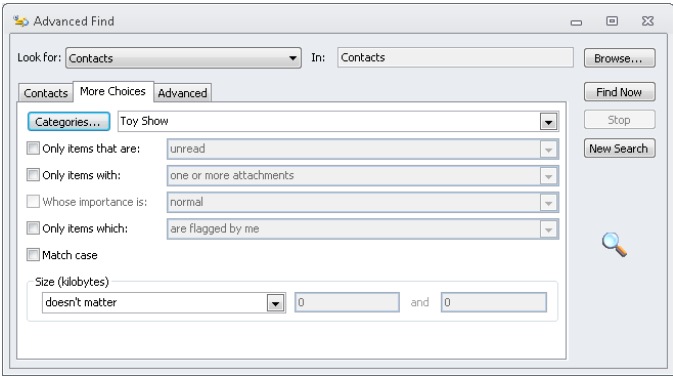 Advanced Find
Look for: Contacts In: Contacts Browse...
Contacts More Choices Advanced Find Now
Categories... Toy Show Stop
Only items that are: unread New Search
Only items with: one or more attachments
Whose importance is: normal
Only items which: are flagged by me
Match case
Size (kilobytes)
doesn't matter 0 and 0